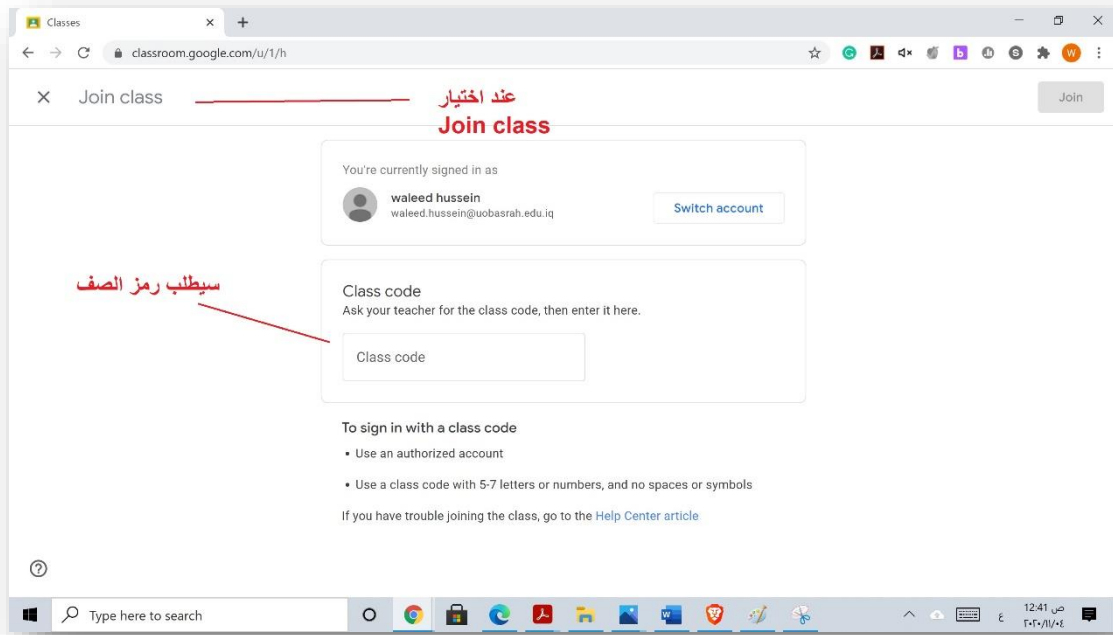 Classes
classroom.google.com/u/1/h
Join class
عند اختيار
Join class
Join
You're currently signed in as
waleed hussein
waleed.hussein@uobasrah.edu.iq
Switch account
سيطلب رمز الصف
Class code
Ask your teacher for the class code, then enter it here.
Class code
To sign in with a class code
▪ Use an authorized account
▪ Use a class code with 5-7 letters or numbers, and no spaces or symbols
If you have trouble joining the class, go to the Help Center article
Type here to search
ع
12:41 ص
٢٠٢٠/١١/٠٤